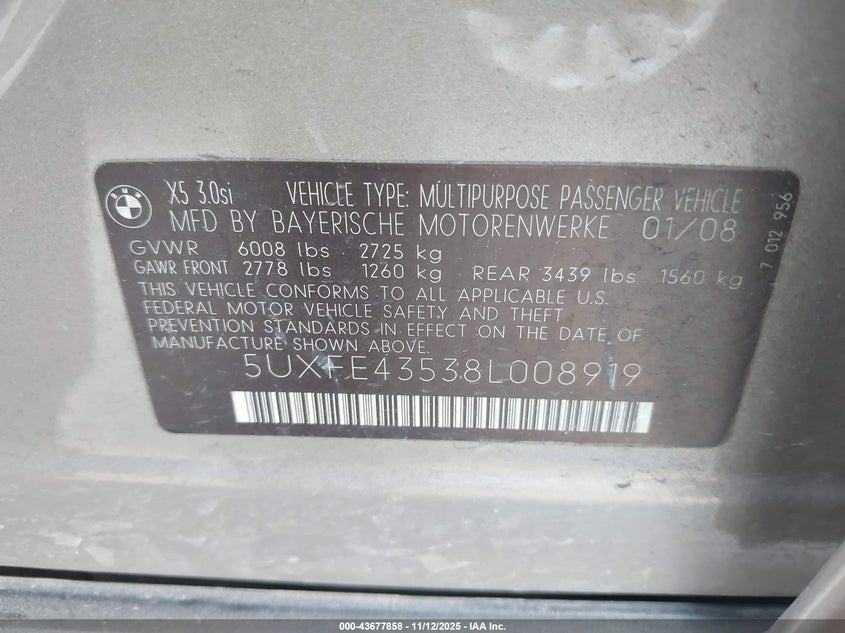 BMW
X5 3.0si VEHICLE TYPE: MULTIPURPOSE PASSENGER VEHICLE
MFD BY BAYERISCHE MOTORENWERKE 01/08
GVWR 6008 lbs 2725 kg
GAWR FRONT 2778 lbs 1260 kg REAR 3439 lbs 1560 kg
THIS VEHICLE CONFORMS TO ALL APPLICABLE U.S.
FEDERAL MOTOR VEHICLE SAFETY AND THEFT
PREVENTION STANDARDS IN EFFECT ON THE DATE OF
MANUFACTURE SHOWN ABOVE.
5UXFE43538L008919
7 012 956
000-43677858 - 11/12/2025 - IAA Inc.